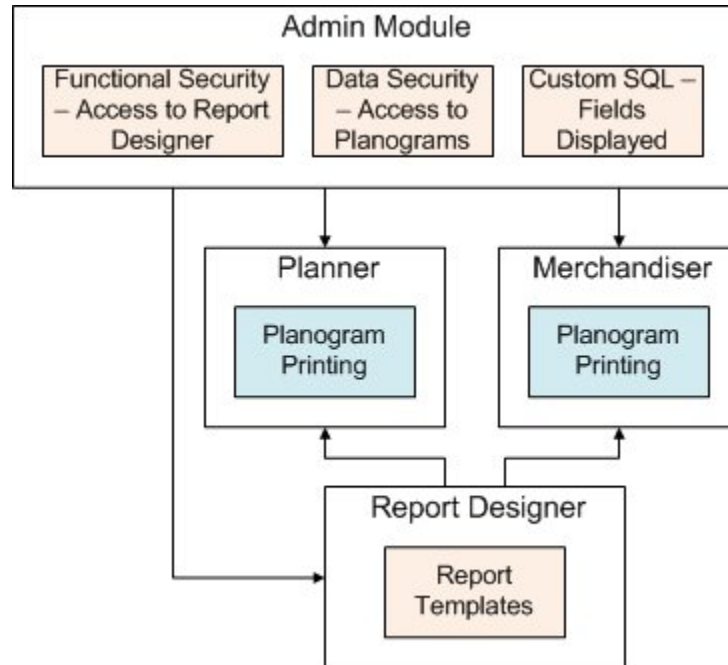 Admin Module
Functional Security
– Access to Report
Designer
Data Security
– Access to
Planograms
Custom SQL –
Fields
Displayed
Planner
Planogram
Printing
Merchandiser
Planogram
Printing
Report Designer
Report
Templates